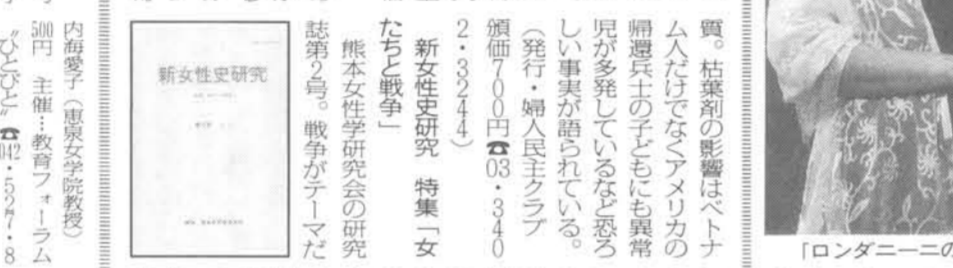 質。枯葉剤の影響はベトナ
ム人だけでなくアメリカの
帰還兵士の子どもにも異常
児が多発しているなど恐ろ
しい事実が語られている。
（発行・婦人民主クラブ
頒価700円☎03・340
2・3244）
新女性史研究 特集「女
たちと戦争」
熊本女性学研究会の研究
誌第2号。戦争がテーマだ
新女性史研究
内海愛子（恵泉女学院教授）
500円 主催…教育フォーラム
〝ひとびと〟☎042・527・8
「ロンダニーニの